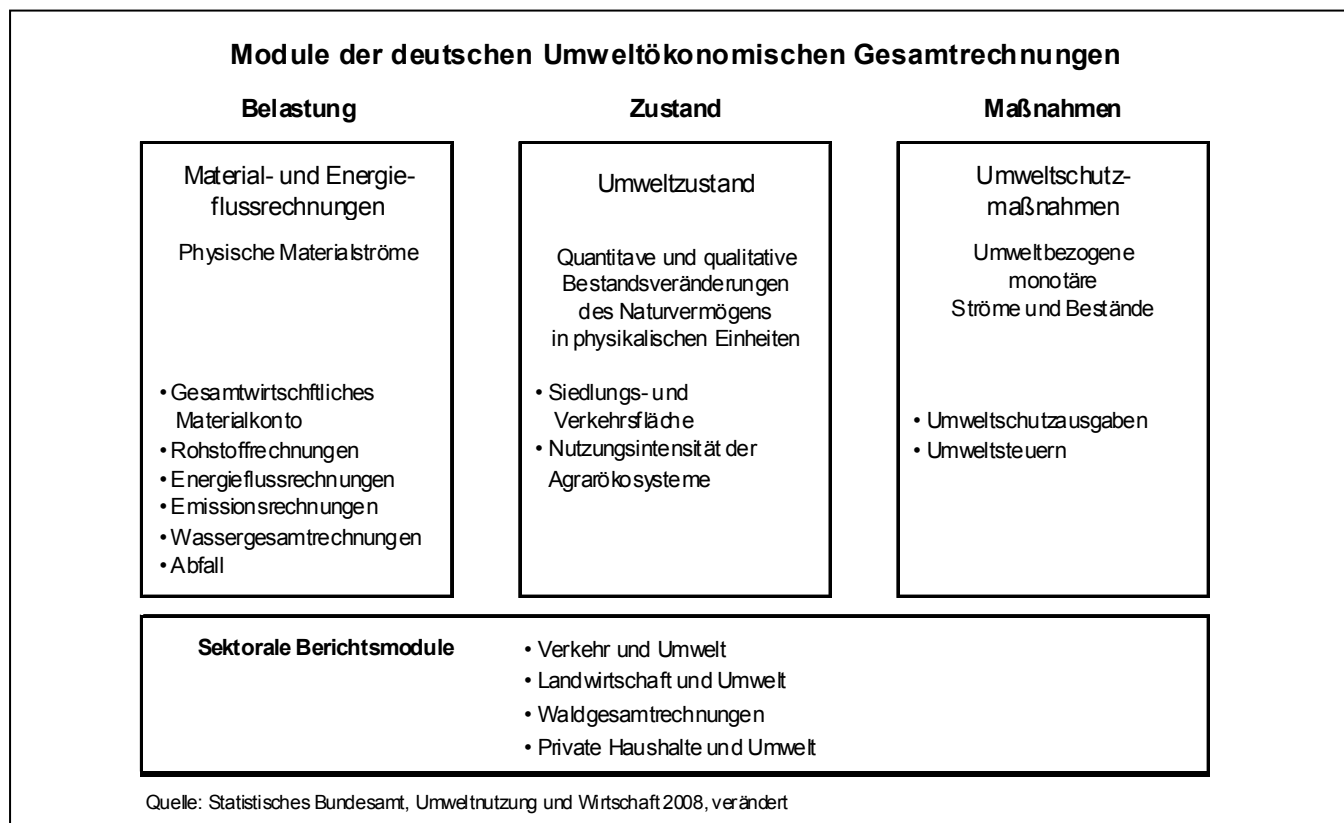 Module der deutschen Umweltökonomischen Gesamtrechnungen
Belastung
Material- und Energie-
flussrechnungen
Physische Materialströme
• Gesamtwirtschftliches
Materialkonto
• Rohstoffrechnungen
• Energieflussrechnungen
• Emissionsrechnungen
• Wassergesamtrechnungen
• Abfall
Zustand
Umweltzustand
Quantitave und qualitative
Bestandsveränderungen
des Naturvermögens
in physikalischen Einheiten
• Siedlungs- und
Verkehrsfläche
• Nutzungsintensität der
Agrarökosysteme
Maßnahmen
Umweltschutz-
maßnahmen
Umweltbezogene
monotäre
Ströme und Bestände
• Umweltschutzausgaben
• Umweltsteuern
Sektorale Berichtsmodule
• Verkehr und Umwelt
• Landwirtschaft und Umwelt
• Waldgesamtrechnungen
• Private Haushalte und Umwelt
Quelle: Statistisches Bundesamt, Umweltnutzung und Wirtschaft 2008, verändert